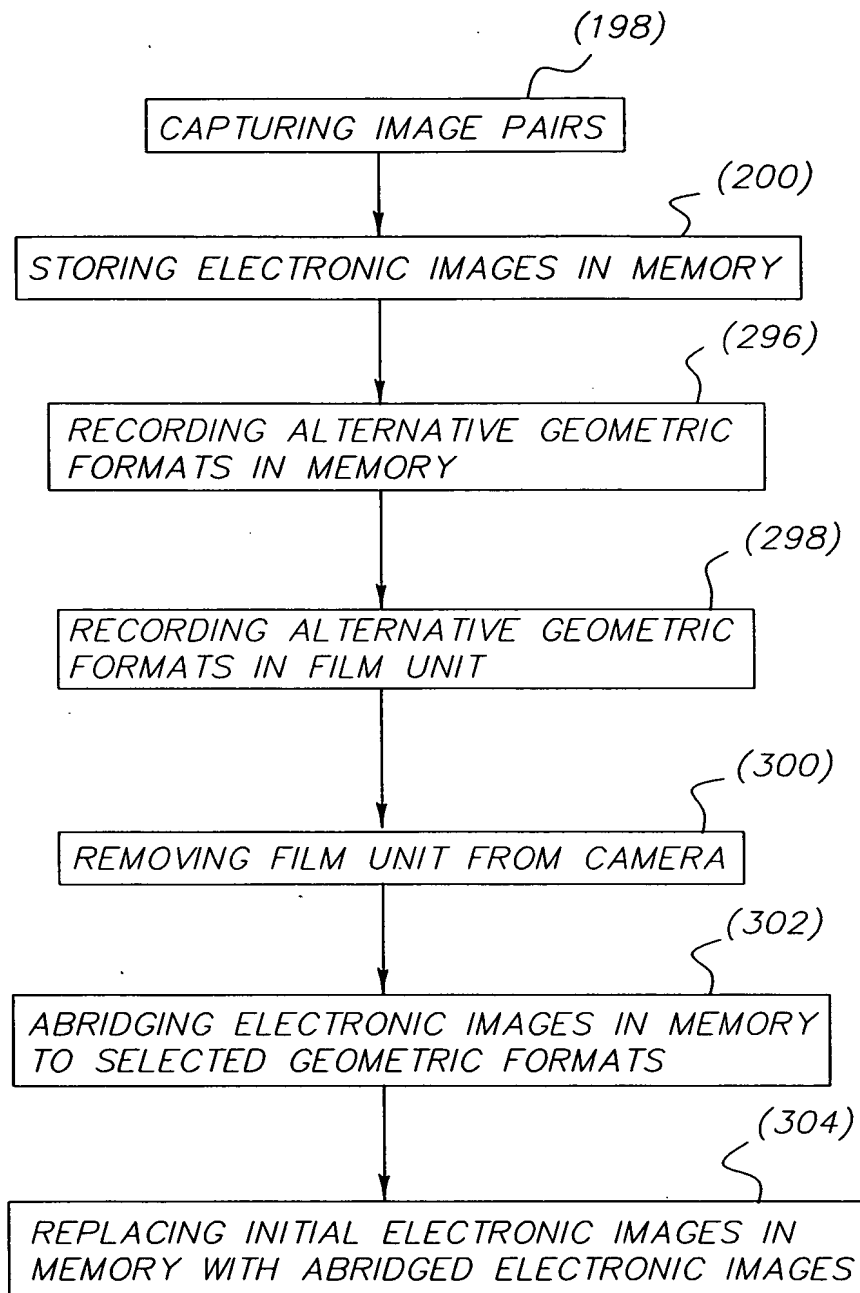 (198)
CAPTURING IMAGE PAIRS
(200)
STORING ELECTRONIC IMAGES IN MEMORY
(296)
RECORDING ALTERNATIVE GEOMETRIC
FORMATS IN MEMORY
(298)
RECORDING ALTERNATIVE GEOMETRIC
FORMATS IN FILM UNIT
(300)
REMOVING FILM UNIT FROM CAMERA
(302)
ABRIDGING ELECTRONIC IMAGES IN MEMORY
TO SELECTED GEOMETRIC FORMATS
(304)
REPLACING INITIAL ELECTRONIC IMAGES IN
MEMORY WITH ABRIDGED ELECTRONIC IMAGES